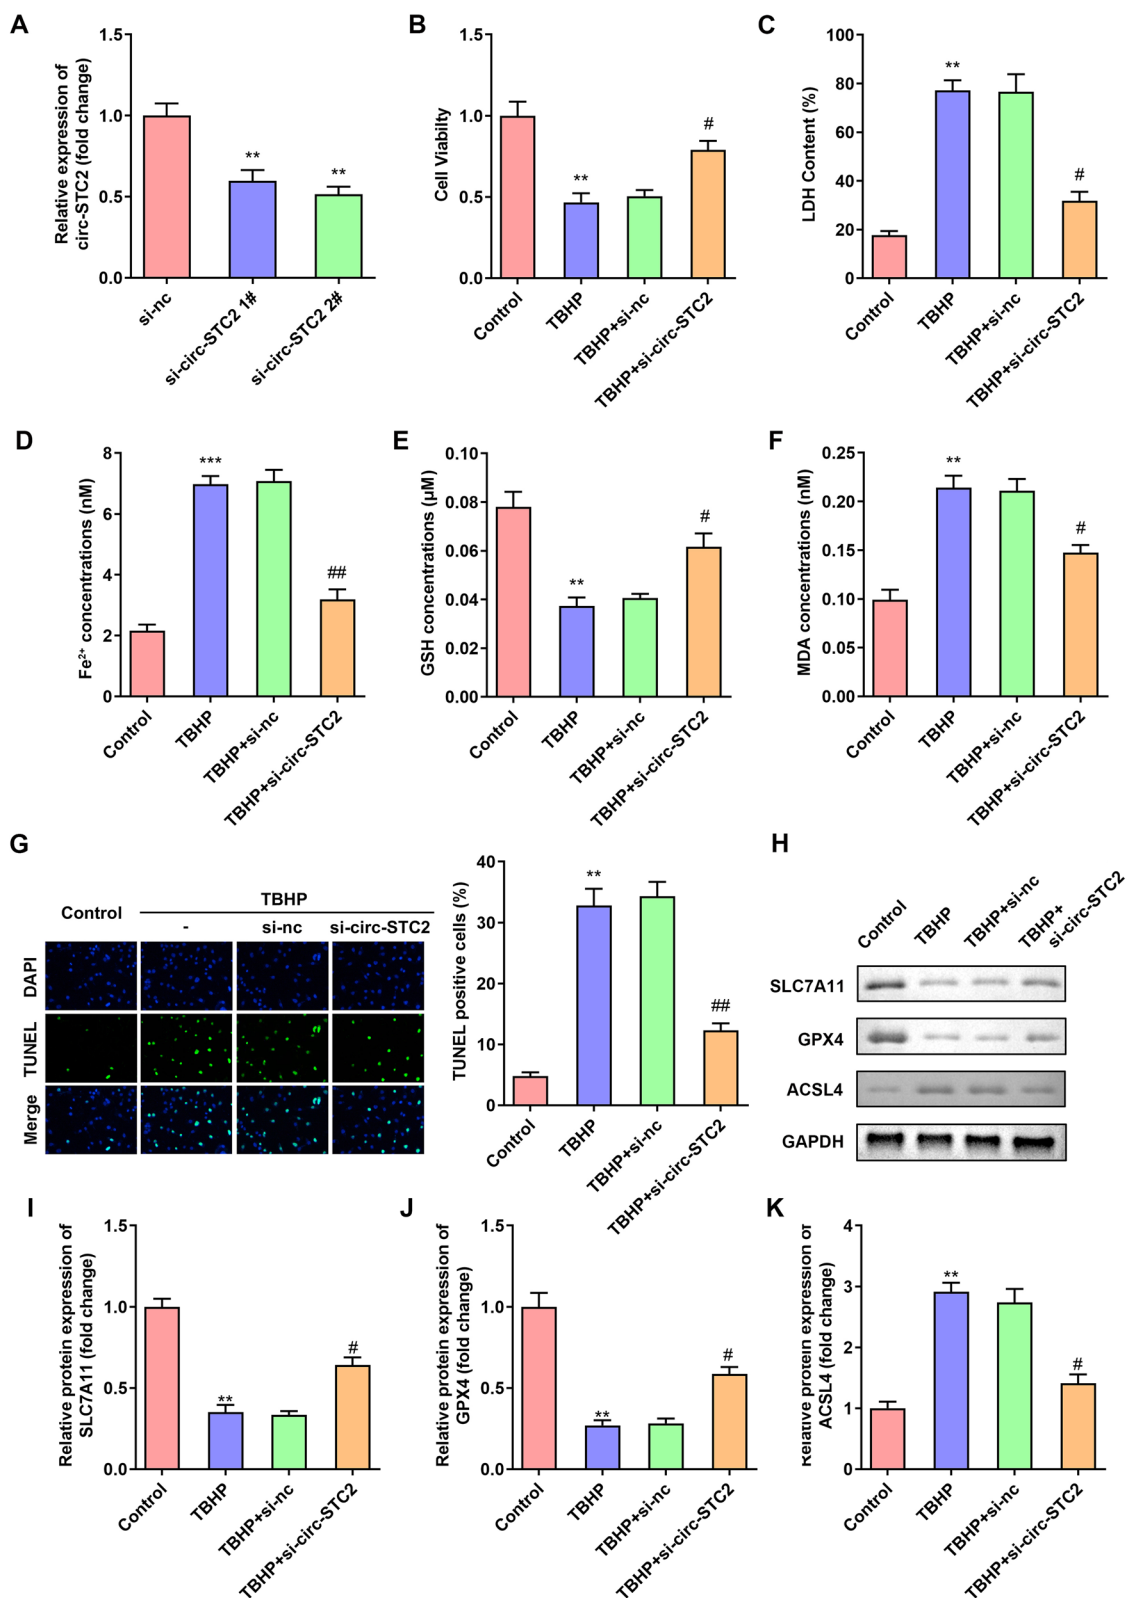 A
Relative expression of
circ-STC2 (fold change)
1.5
1.0
0.5
0.0
**
**
si-nc
si-circ-STC2 1#
si-circ-STC2 2#
B
Cell Viabilty
1.5
1.0
0.5
0.0
**
#
Control
TBHP
TBHP+si-nc
TBHP+si-circ-STC2
C
LDH Content (%)
100
80
60
40
20
0
**
#
Control
TBHP
TBHP+si-nc
TBHP+si-circ-STC2
D
Fe2+ concentrations (nM)
8
6
4
2
0
***
##
Control
TBHP
TBHP+si-nc
TBHP+si-circ-STC2
E
GSH concentrations (μM)
0.10
0.08
0.06
0.04
0.02
0.00
**
#
Control
TBHP
TBHP+si-nc
TBHP+si-circ-STC2
F
MDA concentrations (nM)
0.25
0.20
0.15
0.10
0.05
0.00
**
#
Control
TBHP
TBHP+si-nc
TBHP+si-circ-STC2
G
Control
TBHP
-
si-nc
si-circ-STC2
DAPI
TUNEL
Merge
TUNEL positive cells (%)
40
30
20
10
0
**
##
Control
TBHP
TBHP+si-nc
TBHP+si-circ-STC2
H
Control
TBHP
TBHP+si-nc
TBHP+
si-circ-STC2
SLC7A11
GPX4
ACSL4
GAPDH
I
Relative protein expression of
SLC7A11 (fold change)
1.5
1.0
0.5
0.0
**
#
Control
TBHP
TBHP+si-nc
TBHP+si-circ-STC2
J
Relative protein expression of
GPX4 (fold change)
1.5
1.0
0.5
0.0
**
#
Control
TBHP
TBHP+si-nc
TBHP+si-circ-STC2
K
Relative protein expression of
ACSL4 (fold change)
4
3
2
1
0
**
#
Control
TBHP
TBHP+si-nc
TBHP+si-circ-STC2